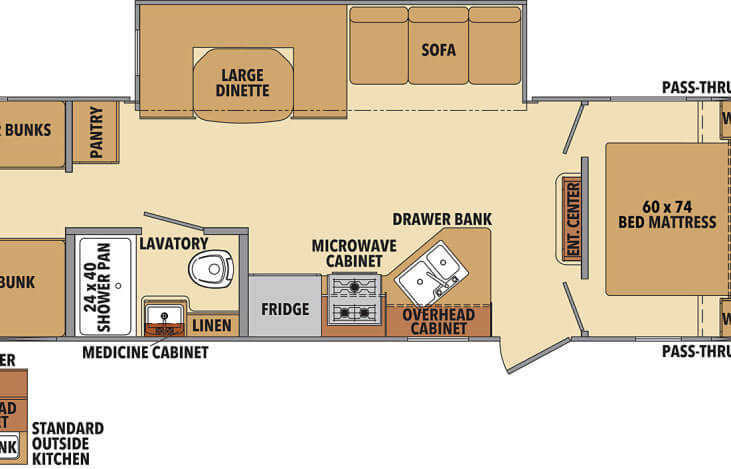 SOFA
LARGE
DINETTE
PASS-THRU
BUNKS
PANTRY
W
60 x 74
BED MATTRESS
ENT. CENTER
DRAWER BANK
LAVATORY
MICROWAVE
CABINET
24 x 40
SHOWER PAN
BUNK
FRIDGE
OVERHEAD
CABINET
LINEN
W
MEDICINE CABINET
PASS-THRU
ER
AD
ET
NK
STANDARD
OUTSIDE
KITCHEN